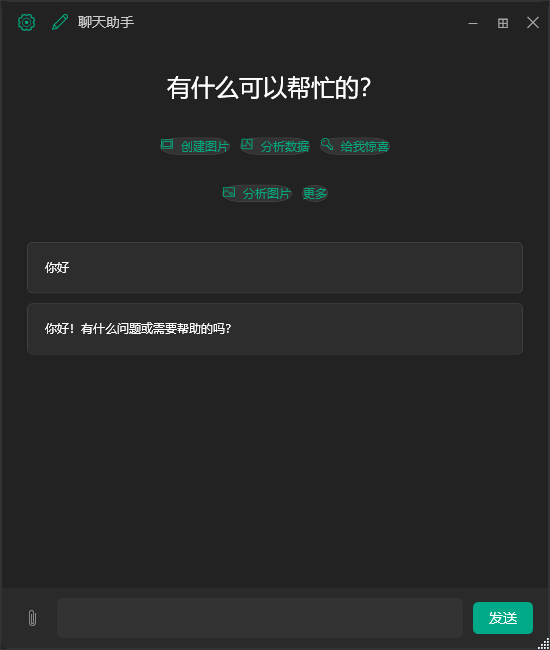 聊天助手
有什么可以帮忙的?
创建图片 分析数据 给我惊喜
分析图片 更多
你好
你好！有什么问题或需要帮助的吗?
发送